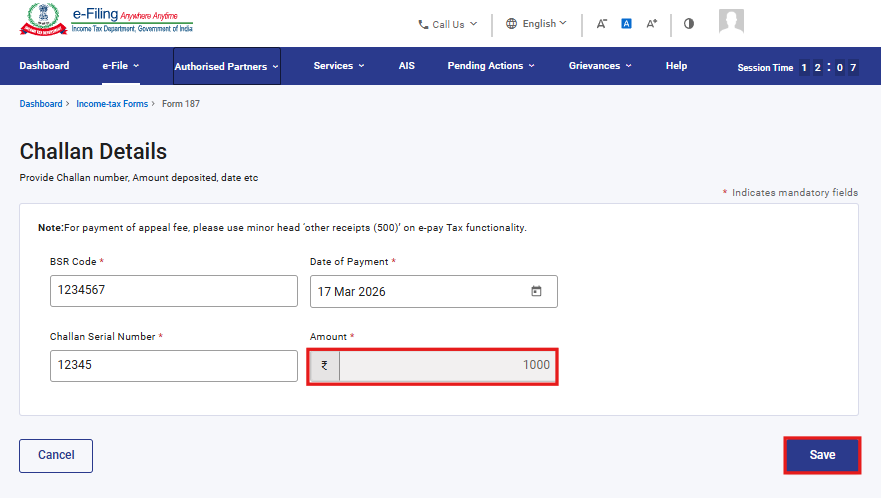 e-Filing Anywhere Anytime
Income Tax Department, Government of India
Call Us
English
A-
A
A+
Dashboard e-File Authorised Partners Services AIS Pending Actions Grievances Help Session Time 1 2 : 0 7
Dashboard > Income-tax Forms > Form 187
Challan Details
Provide Challan number, Amount deposited, date etc
* Indicates mandatory fields
Note:For payment of appeal fee, please use minor head 'other receipts (500)' on e-pay Tax functionality.
BSR Code * Date of Payment *
1234567 17 Mar 2026
Challan Serial Number * Amount *
12345 ₹ 1000
Cancel Save